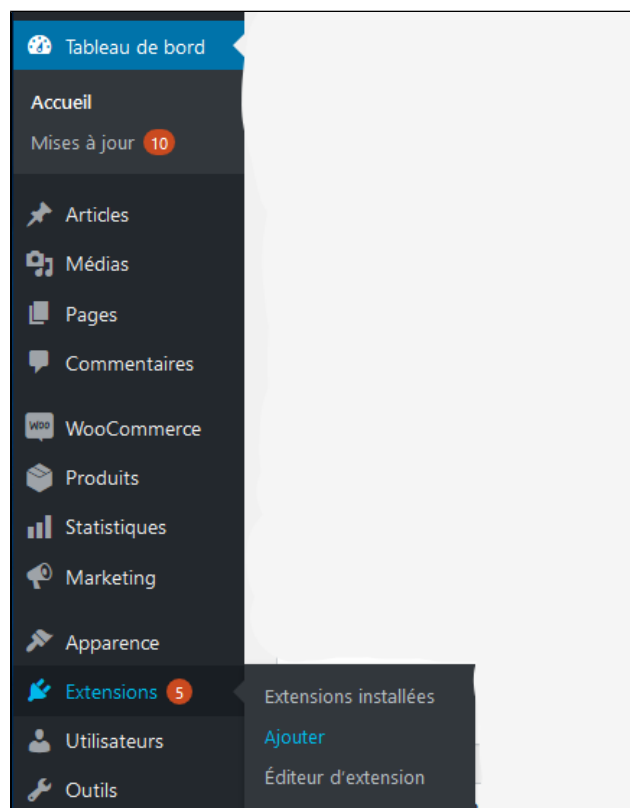 Tableau de bord
Accueil
Mises à jour 10
Articles
Médias
Pages
Commentaires
Woo WooCommerce
Produits
Statistiques
Marketing
Apparence
Extensions 5
Extensions installées
Ajouter
Éditeur d'extension
Utilisateurs
Outils